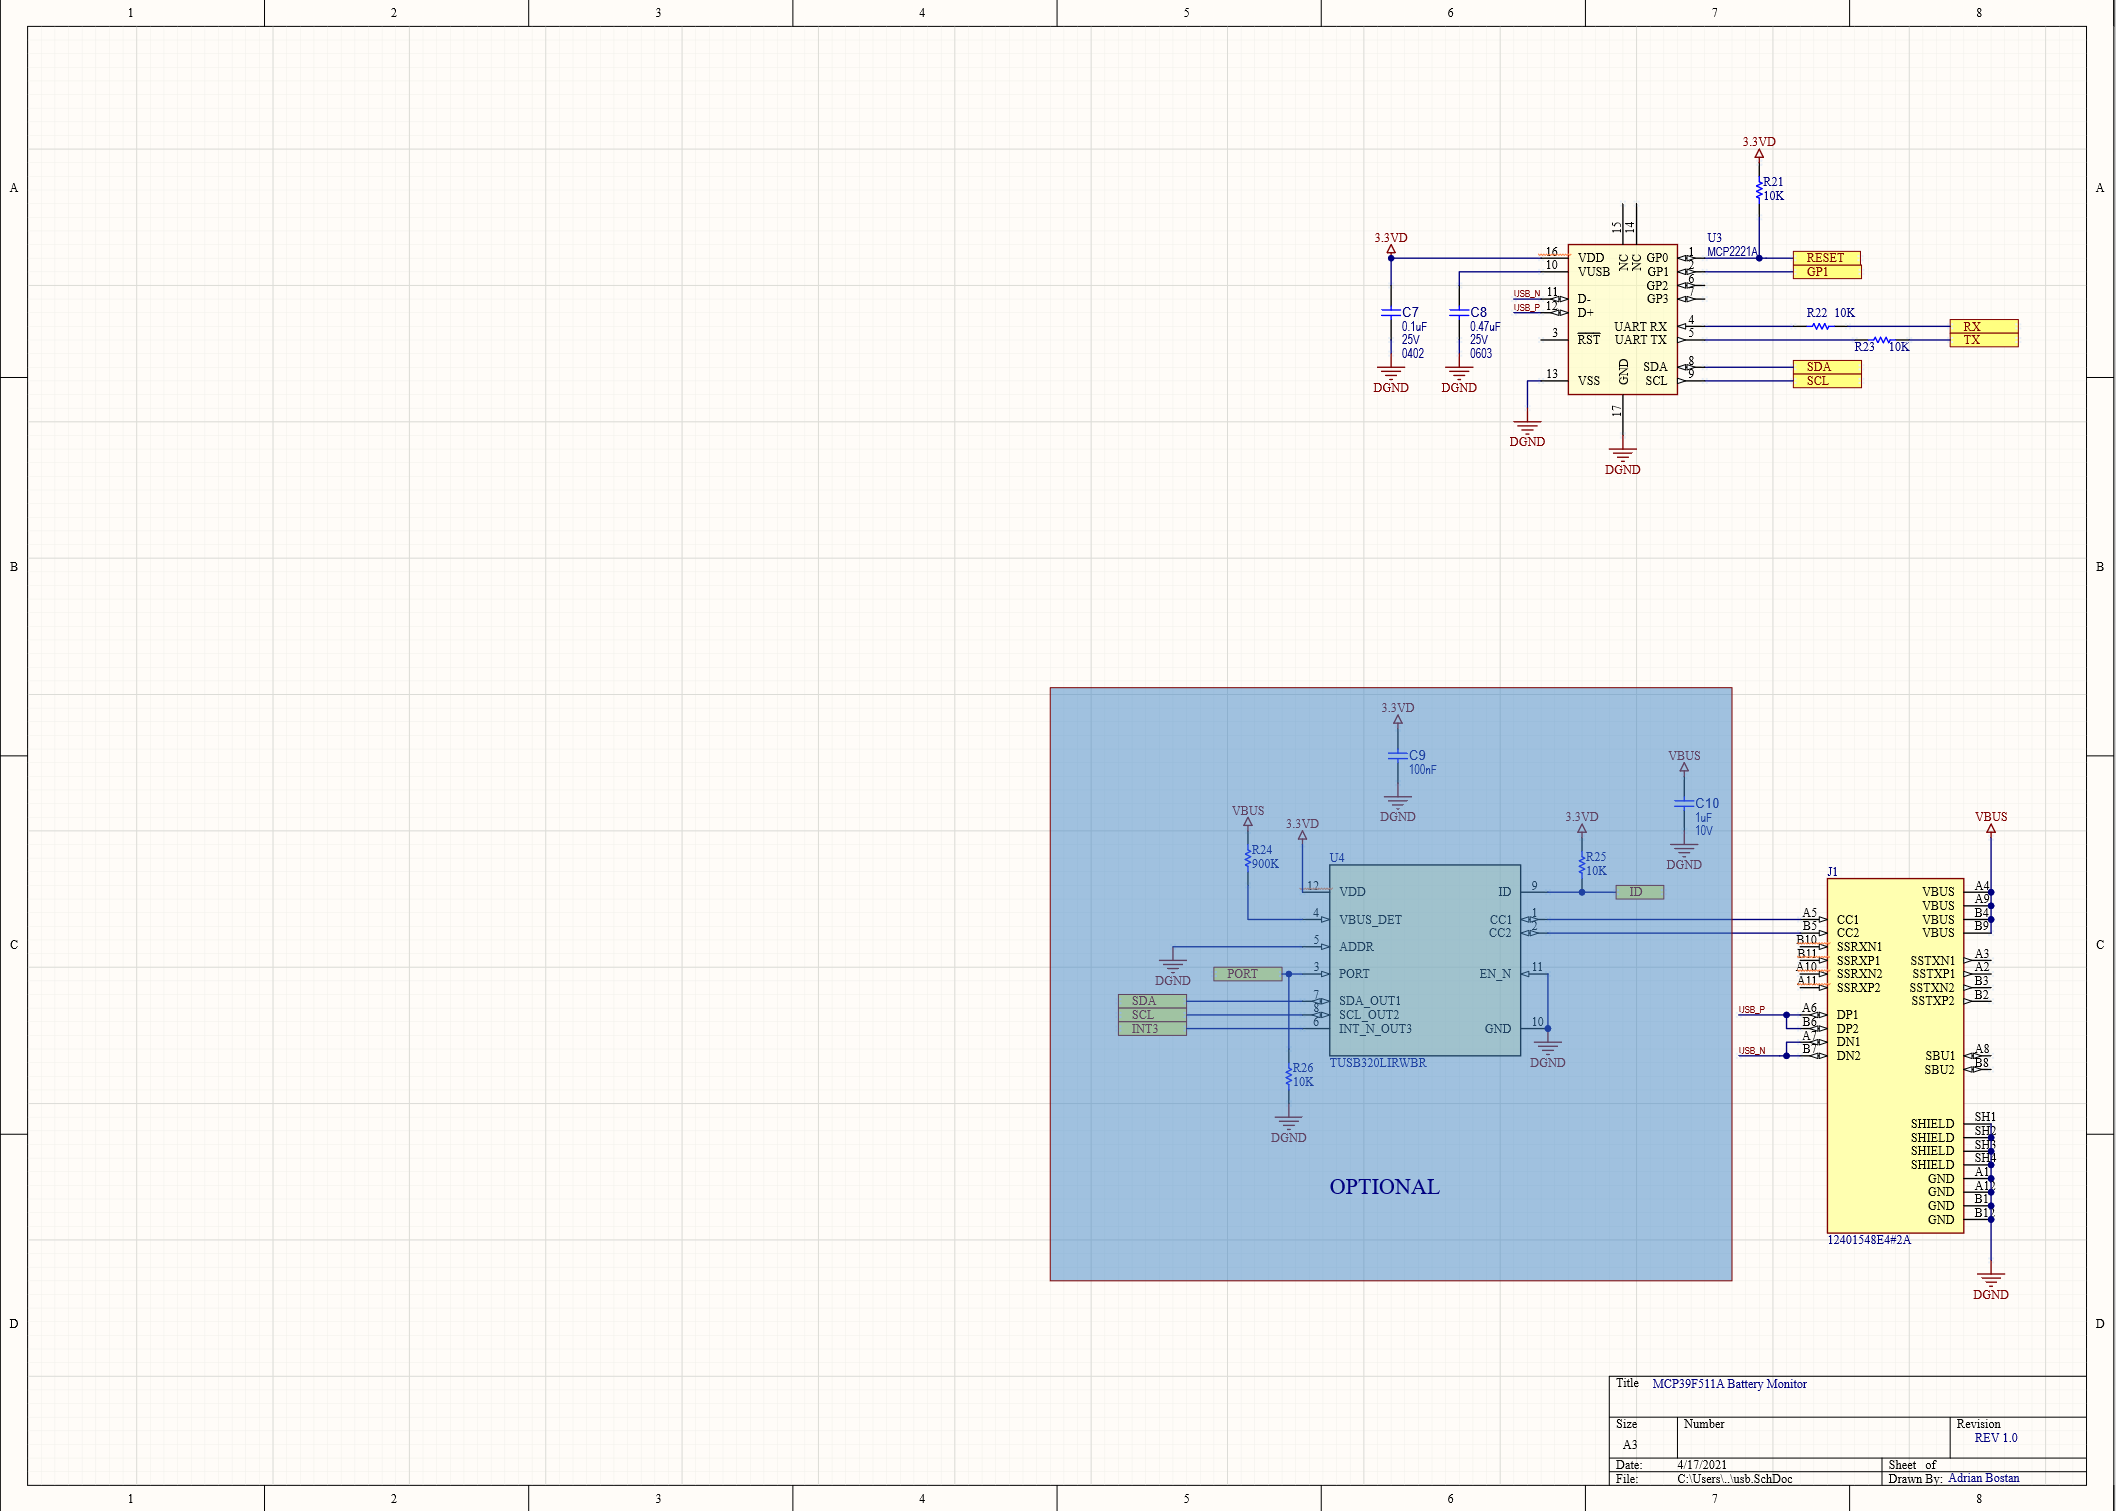 1 2 3 4 5 6 7 8
A A
3.3VD
R21
10K
15 14
3.3VD
U3
MCP2221A
16 VDD NC NC GP0 1 RESET
10 VUSB GP1 2 GP1
GP2 6
USB_N 11 D- GP3 7
USB_P 12 D+
C7
0.1uF
25V
0402
C8
0.47uF
25V
0603
R22 10K
UART RX 4 RX
3 RST UART TX 5 TX
R23 10K
SDA 8 SDA
13 VSS GND SCL 9 SCL
DGND DGND
17
DGND
DGND
B B
3.3VD
C9
100nF
DGND
VBUS
C10
1uF
10V
DGND
VBUS
R24
900K
3.3VD
3.3VD
R25
10K
U4
12 VDD ID 9 ID
4 VBUS_DET CC1 1
CC2 2
5 ADDR
DGND
PORT 3 PORT EN_N 11
SDA 7 SDA_OUT1
SCL 8 SCL_OUT2
INT3 6 INT_N_OUT3 GND 10
TUSB320LIRWBR
DGND
R26
10K
DGND
OPTIONAL
VBUS
J1
VBUS A4
VBUS A9
A5 CC1 VBUS B4
B5 CC2 VBUS B9
B10 SSRXN1
B11 SSRXP1 SSTXN1 A3
A10 SSRXN2 SSTXP1 A2
A11 SSRXP2 SSTXN2 B3
SSTXP2 B2
USB_P A6 DP1
B6 DP2
A7 DN1
USB_N B7 DN2 SBU1 A8
SBU2 B8
SHIELD SH1
SHIELD SH2
SHIELD SH3
SHIELD SH4
GND A1
GND A12
GND B1
GND B12
12401548E4#2A
DGND
C C
D D
Title MCP39F511A Battery Monitor
Size Number Revision
A3 REV 1.0
Date: 4/17/2021 Sheet of
File: C:\Users\..\usb.SchDoc Drawn By: Adrian Bostan
1 2 3 4 5 6 7 8